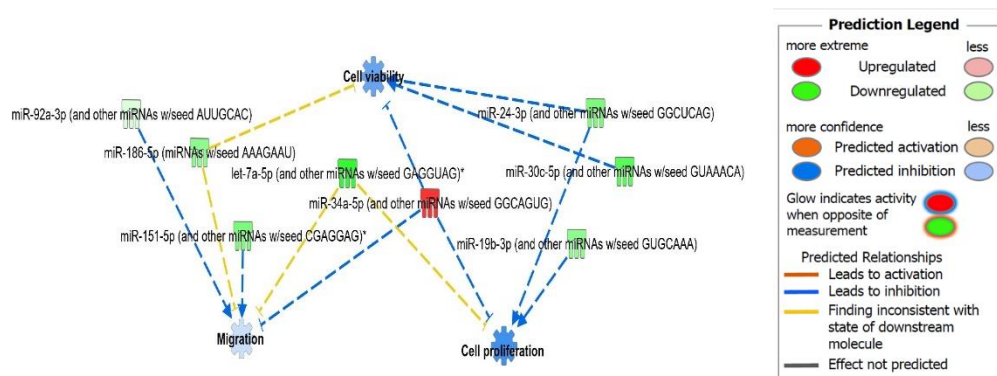 Cell viability
miR-92a-3p (and other miRNAs w/seed AUUGCAC)
miR-24-3p (and other miRNAs w/seed GGCUCAG)
miR-186-5p (miRNAs w/seed AAAGAAU)
let-7a-5p (and other miRNAs w/seed GAGGUAG)*
miR-30c-5p (and other miRNAs w/seed GUAAACA)
miR-34a-5p (and other miRNAs w/seed GGCAGUG)
miR-151-5p (and other miRNAs w/seed CGAGGAG)*
miR-19b-3p (and other miRNAs w/seed GUGCAAA)
Migration
Cell proliferation
Prediction Legend
more extreme less
Upregulated
Downregulated
more confidence less
Predicted activation
Predicted inhibition
Glow indicates activity
when opposite of
measurement
Predicted Relationships
Leads to activation
Leads to inhibition
Finding inconsistent with
state of downstream
molecule
Effect not predicted